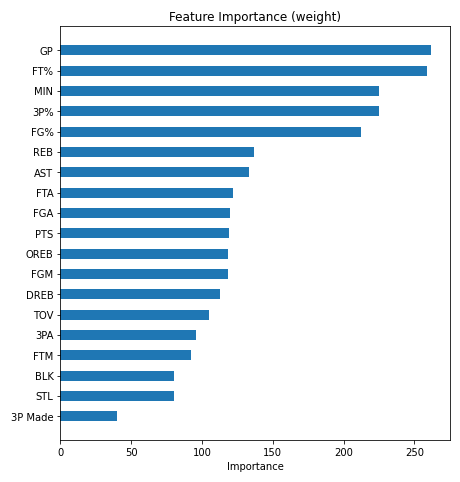 Feature Importance (weight)
GP
FT%
MIN
3P%
FG%
REB
AST
FTA
FGA
PTS
OREB
FGM
DREB
TOV
3PA
FTM
BLK
STL
3P Made
0 50 100 150 200 250
Importance